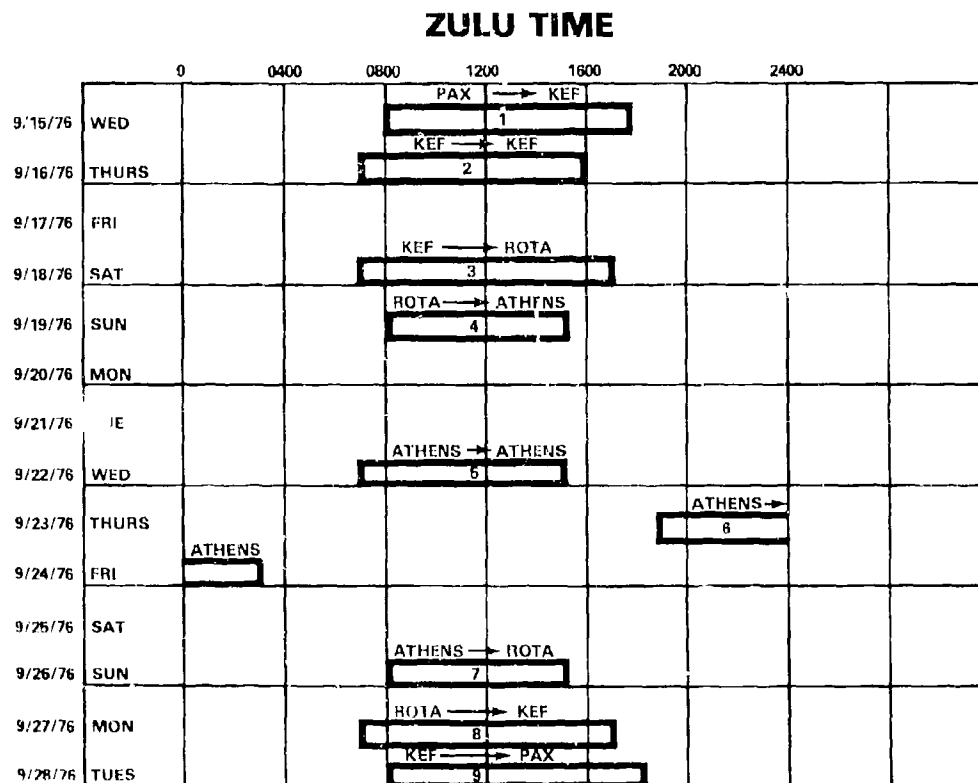 ZULU TIME
0 0400 0800 1200 1600 2000 2400
PAX → KEF
9/15/76 WED 1
KEF → KEF
9/16/76 THURS 2
9/17/76 FRI
KEF → ROTA
9/18/76 SAT 3
ROTA → ATHENS
9/19/76 SUN 4
9/20/76 MON
9/21/76 UE
ATHENS → ATHENS
9/22/76 WED 5
ATHENS →
9/23/76 THURS 6
ATHENS
9/24/76 FRI
9/25/76 SAT
ATHENS → ROTA
9/26/76 SUN 7
ROTA → KEF
9/27/76 MON 8
KEF → PAX
9/28/76 TUES 9